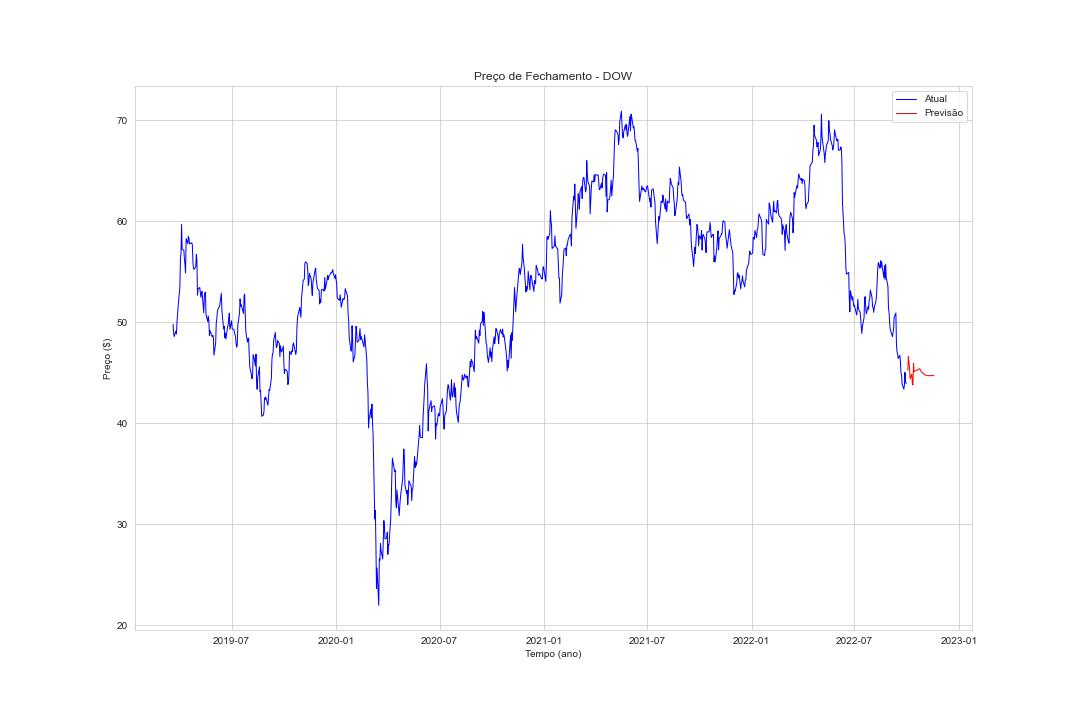 Preço de Fechamento - DOW
Atual
Previsão
70
60
50
40
30
20
Preço ($)
2019-07
2020-01
2020-07
2021-01
2021-07
2022-01
2022-07
2023-01
Tempo (ano)